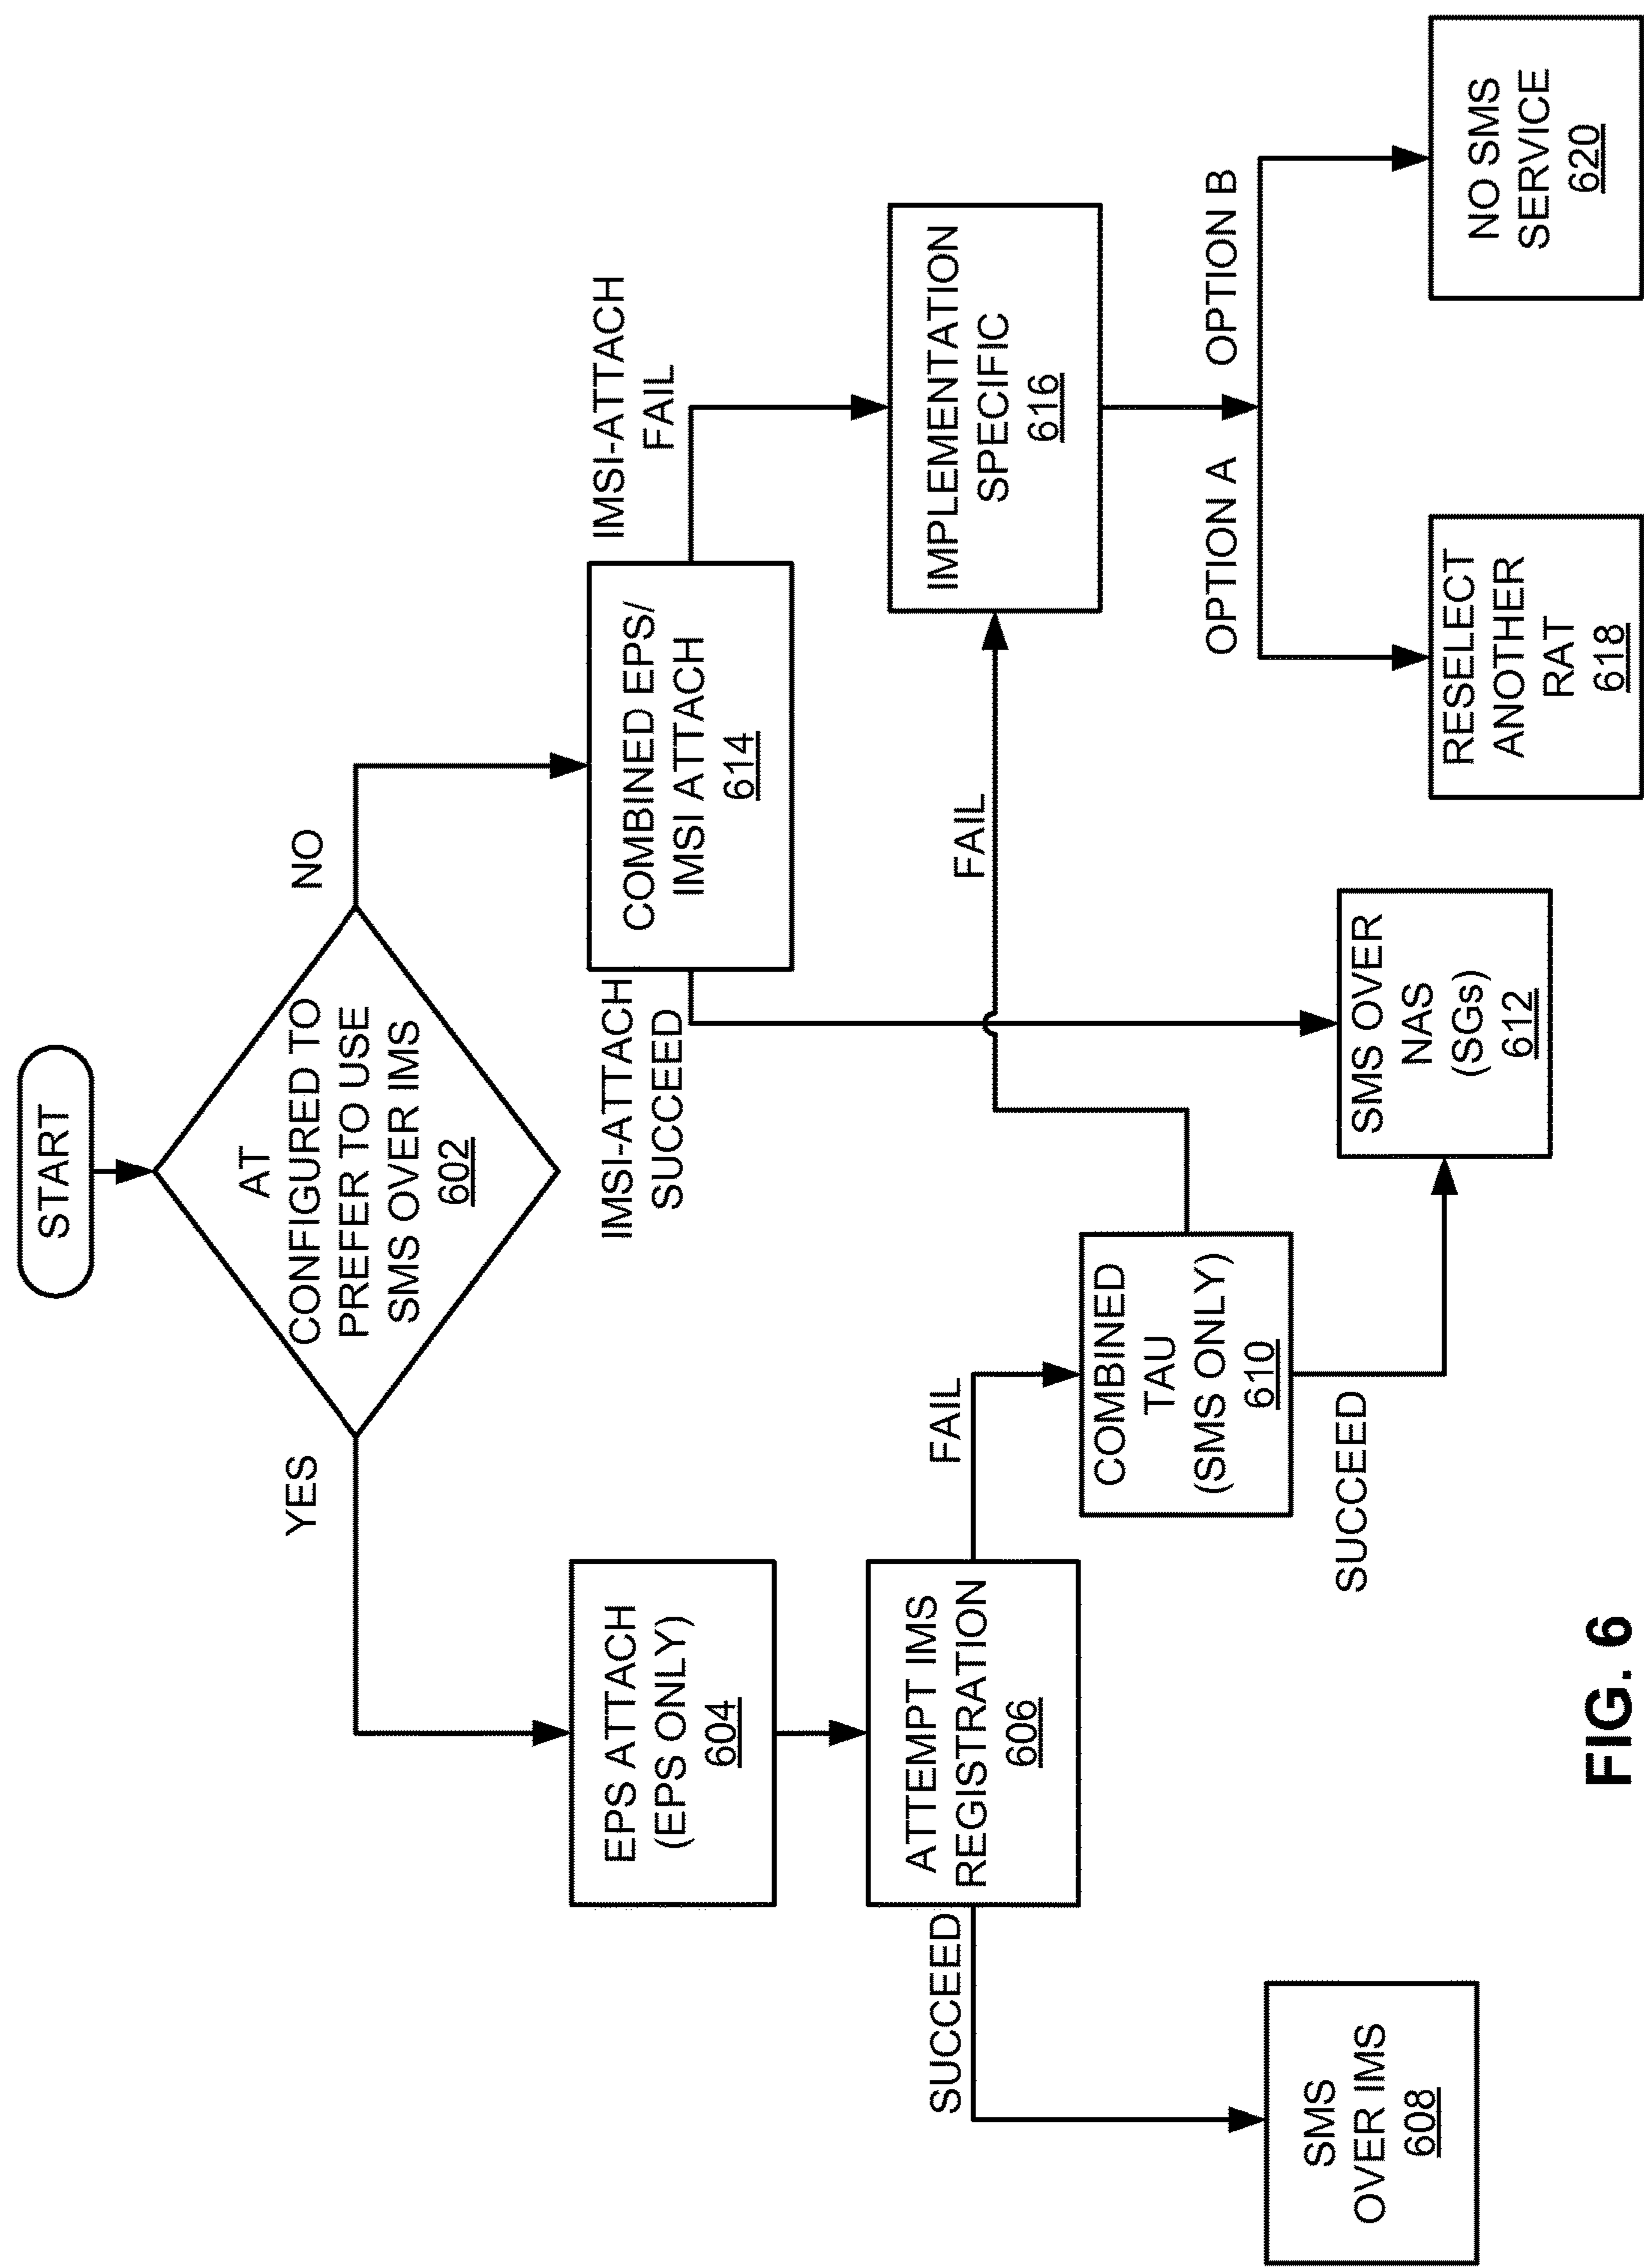 START
AT
CONFIGURED TO
PREFER TO USE
SMS OVER IMS
602
YES
NO
EPS ATTACH
(EPS ONLY)
604
COMBINED EPS/
IMSI ATTACH
614
IMSI-ATTACH
SUCCEED
IMSI-ATTACH
FAIL
ATTEMPT IMS
REGISTRATION
606
SUCCEED
FAIL
FAIL
IMPLEMENTATION
SPECIFIC
616
COMBINED
TAU
(SMS ONLY)
610
SUCCEED
OPTION A
OPTION B
SMS
OVER IMS
608
SMS OVER
NAS
(SGs)
612
RESELECT
ANOTHER
RAT
618
NO SMS
SERVICE
620
FIG. 6